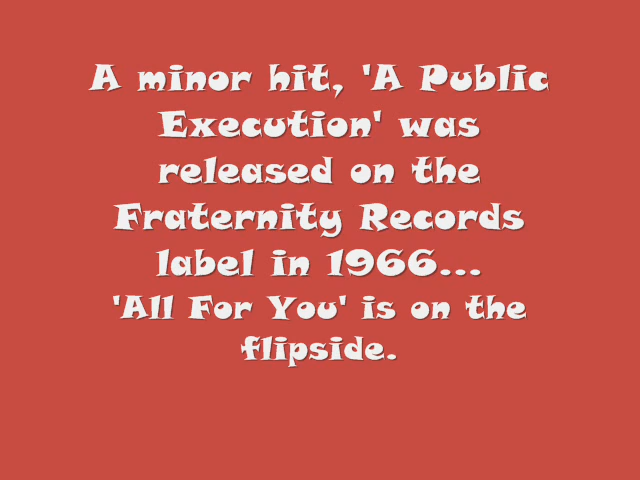 A minor hit, 'A Public
Execution' was
released on the
Fraternity Records
label in 1966...
'All For You' is on the
flipside.